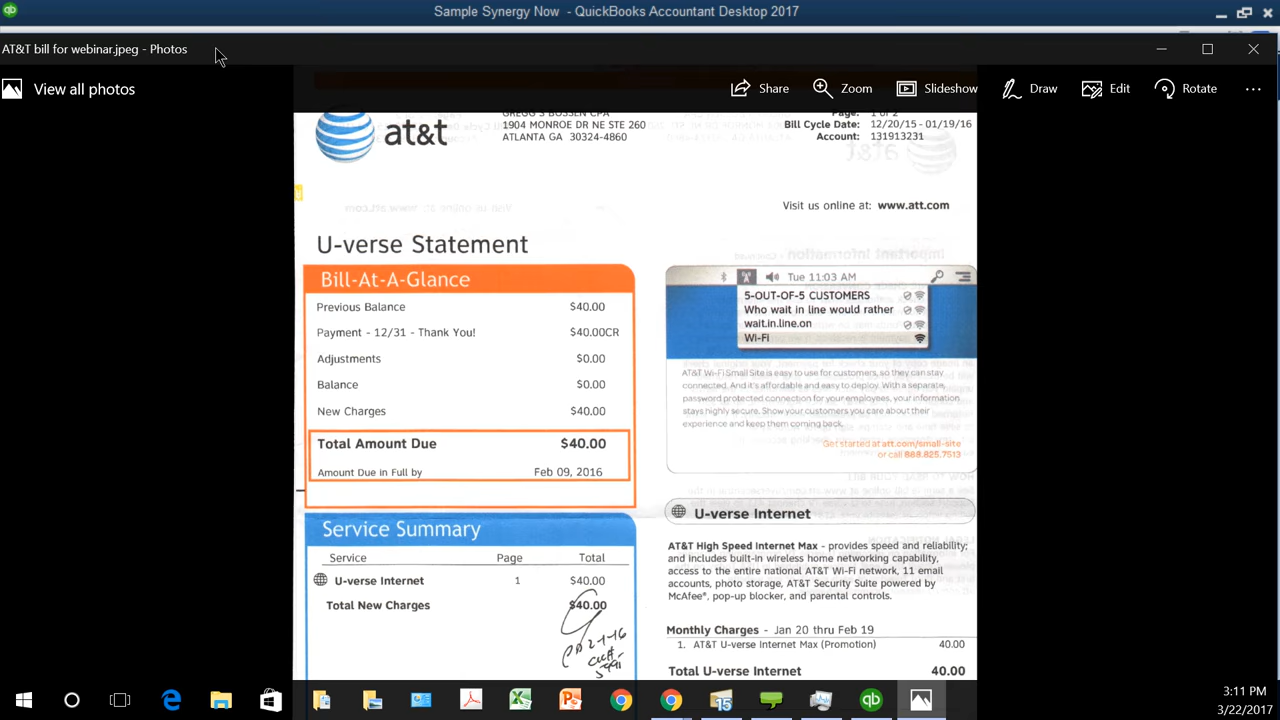 Sample Synergy Now - QuickBooks Accountant Desktop 2017
AT&T bill for webinar.jpeg - Photos
View all photos
Share
Zoom
Slideshow
Draw
Edit
Rotate
at&t
GREGG S BOSSEN CPA
1904 MONROE DR NE STE 260
ATLANTA GA 30324-4860
Page: 1 of 2
Bill Cycle Date: 12/20/15 - 01/19/16
Account: 131913231
Visit us online at: www.att.com
U-verse Statement
Bill-At-A-Glance
Previous Balance $40.00
Payment - 12/31 - Thank You! $40.00CR
Adjustments $0.00
Balance $0.00
New Charges $40.00
Total Amount Due $40.00
Amount Due in Full by Feb 09, 2016
Service Summary
Service Page Total
U-verse Internet 1 $40.00
Total New Charges $40.00
2-1-16
Tue 11:03 AM
5-OUT-OF-5 CUSTOMERS
Who wait in line would rather
wait.in.line.on
Wi-Fi
AT&T Wi-Fi Small Site is easy to use for customers, so they can stay
connected. And it's affordable and easy to deploy. With a separate,
password protected connection for your employees, your information
stays highly secure. Show your customers you care about their
experience and keep them coming back.
Get started at att.com/small-site
or call 888.825.7513
U-verse Internet
AT&T High Speed Internet Max - provides speed and reliability;
and includes built-in wireless home networking capability,
access to the entire national AT&T Wi-Fi network, 11 email
accounts, photo storage, AT&T Security Suite powered by
McAfee®, pop-up blocker, and parental controls.
Monthly Charges - Jan 20 thru Feb 19
1. AT&T U-verse Internet Max (Promotion) 40.00
Total U-verse Internet 40.00
3:11 PM
3/22/2017